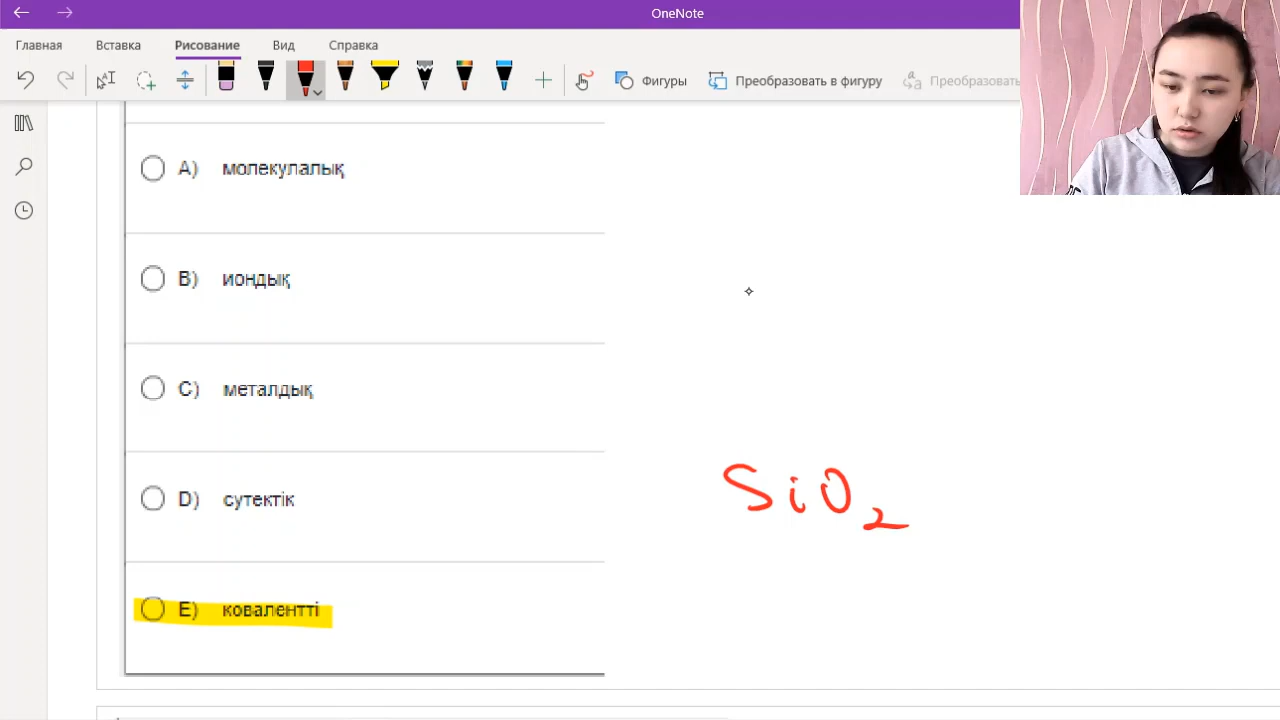 OneNote
Главная Вставка Рисование Вид Справка
Фигуры Преобразовать в фигуру Преобразовать
A) молекулалық
B) иондық
C) металдық
D) сутектік
SiO₂
E) ковалентті